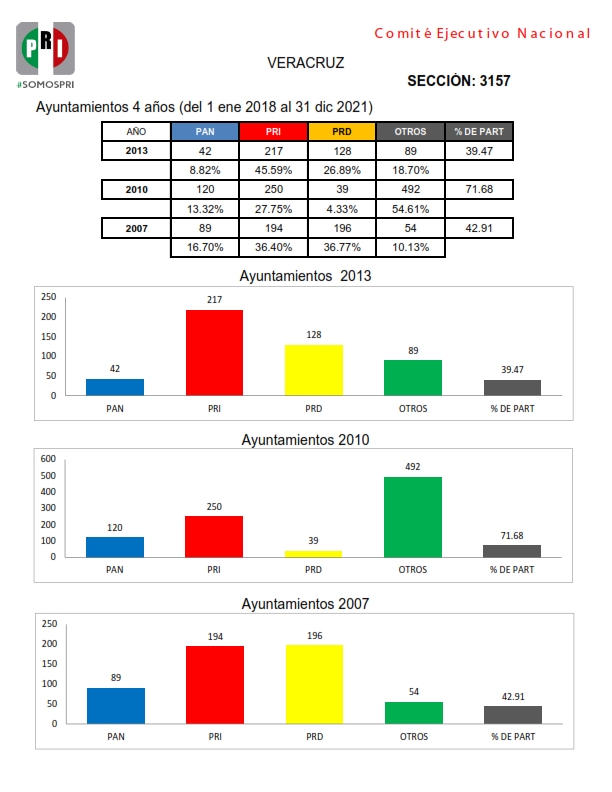 Comité Ejecutivo Nacional
PRI
#SOMOSPRI
VERACRUZ
SECCIÓN: 3157
Ayuntamientos 4 años (del 1 ene 2018 al 31 dic 2021)
AÑO PAN PRI PRD OTROS % DE PART
2013 42 217 128 89 39.47
8.82% 45.59% 26.89% 18.70%
2010 120 250 39 492 71.68
13.32% 27.75% 4.33% 54.61%
2007 89 194 196 54 42.91
16.70% 36.40% 36.77% 10.13%
Ayuntamientos 2013
250
217
200
150
128
100
89
50
42
39.47
0
PAN PRI PRD OTROS % DE PART
Ayuntamientos 2010
600
500
492
400
300
250
200
120
100
71.68
39
0
PAN PRI PRD OTROS % DE PART
Ayuntamientos 2007
250
194 196
200
150
89
100
54
50
42.91
0
PAN PRI PRD OTROS % DE PART